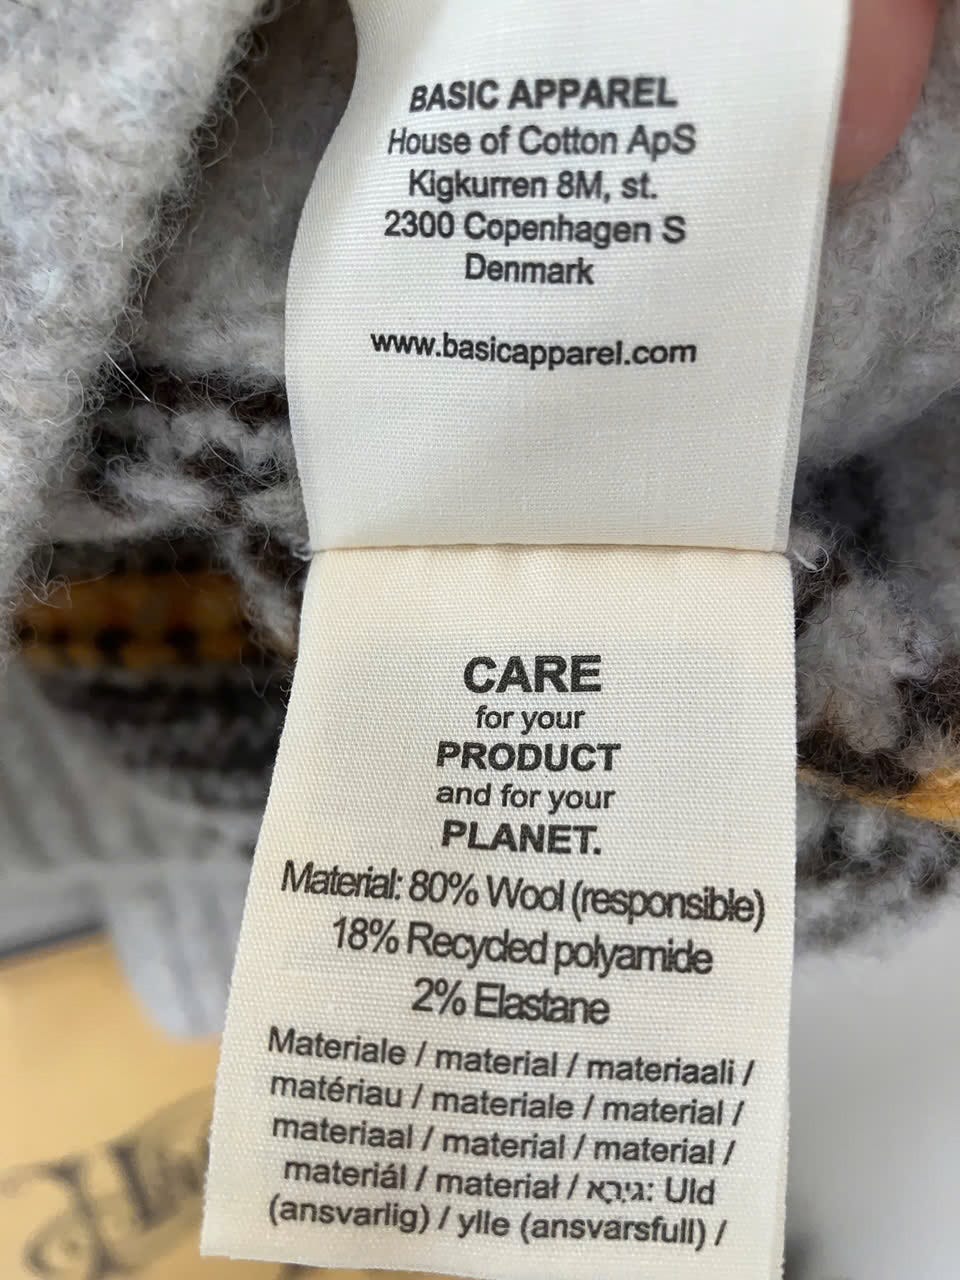 BASIC APPAREL
House of Cotton ApS
Kigkurren 8M, st.
2300 Copenhagen S
Denmark
www.basicapparel.com
CARE
for your
PRODUCT
and for your
PLANET.
Material: 80% Wool (responsible)
18% Recycled polyamide
2% Elastane
Materiale / material / materiaali /
matériau / materiale / material /
materiaal / material / material /
materiál / materiał / גיבְא: Uld
(ansvarlig) / ylle (ansvarsfull) /